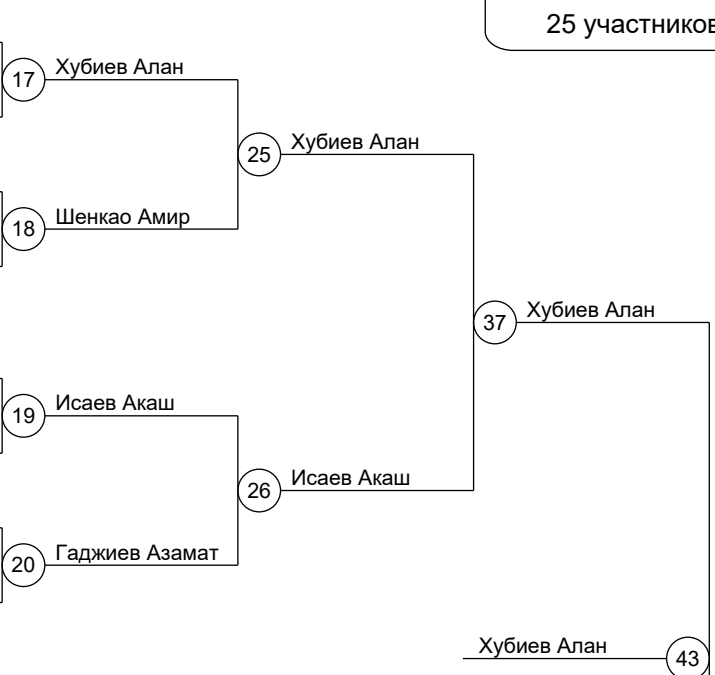 25 участников
17 Хубиев Алан
25 Хубиев Алан
18 Шенкао Амир
37 Хубиев Алан
19 Исаев Акаш
26 Исаев Акаш
20 Гаджиев Азамат
Хубиев Алан 43